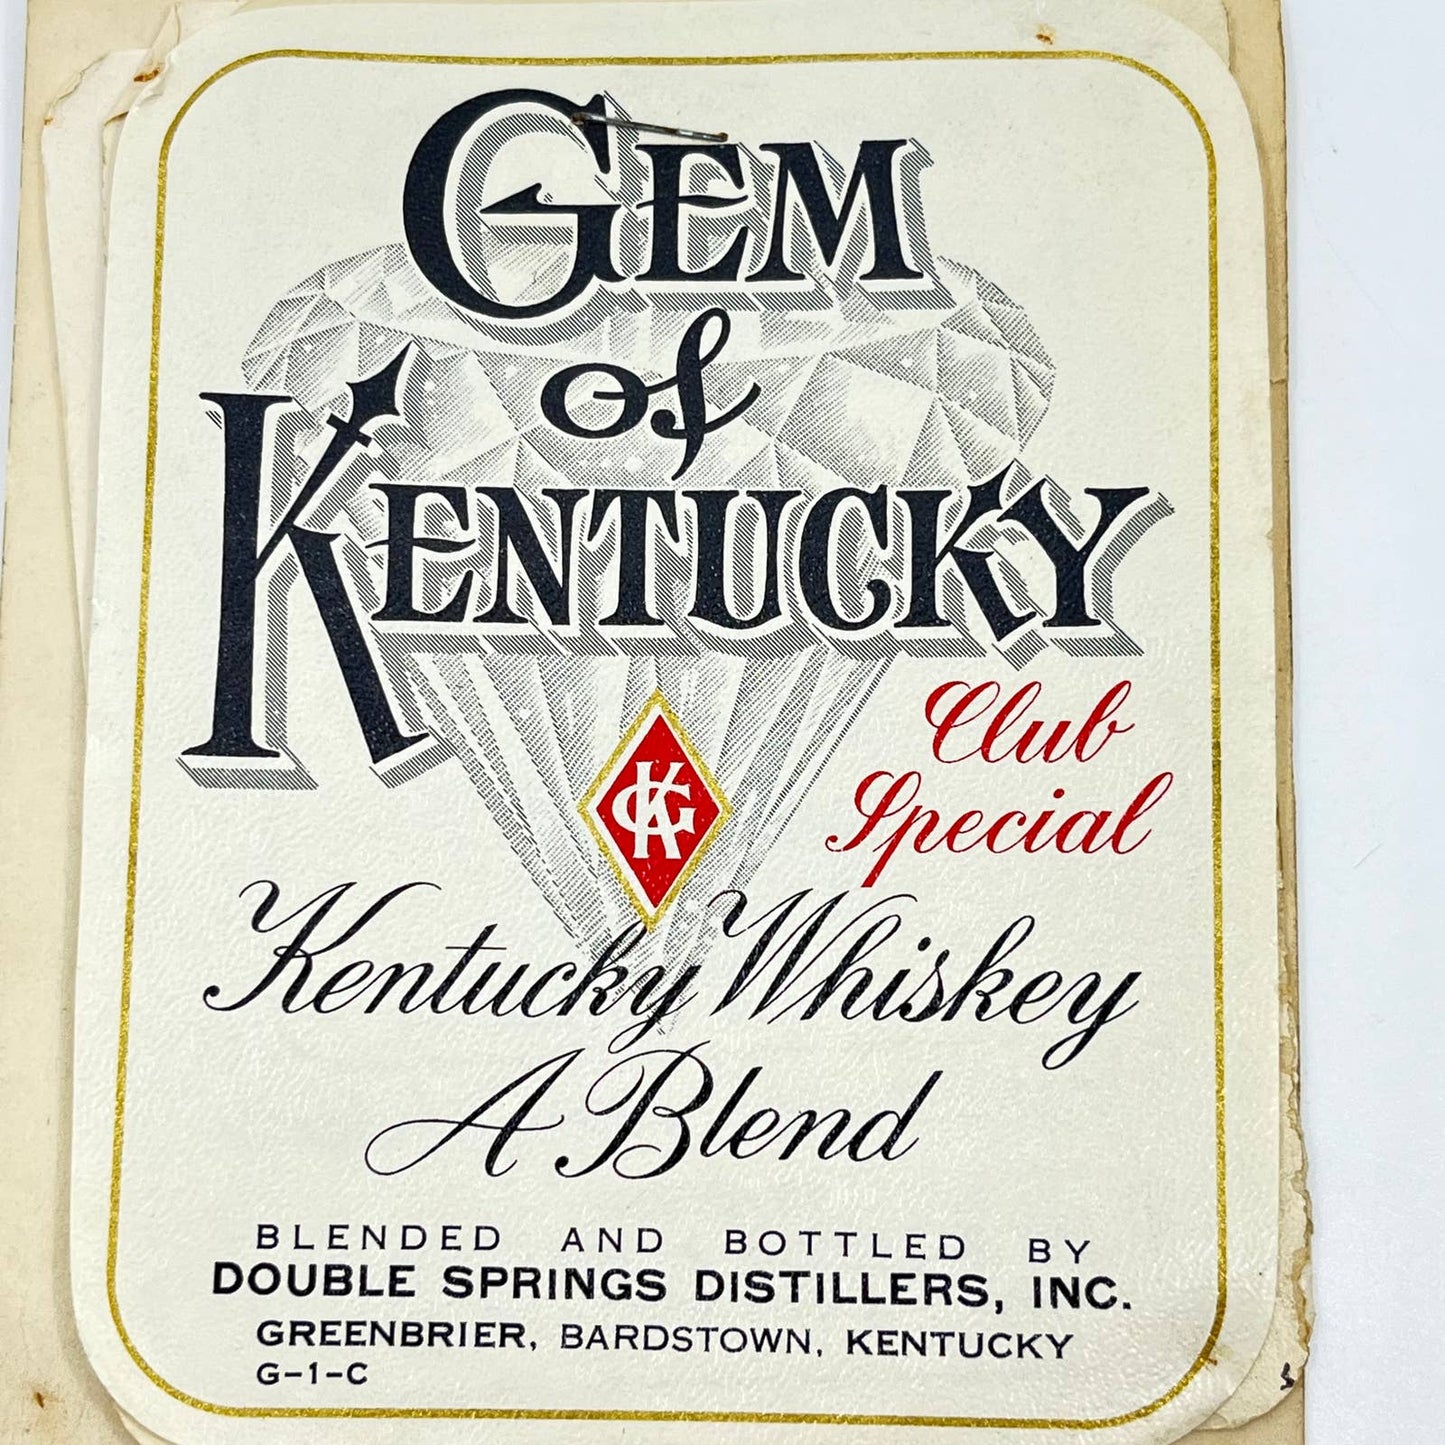 GEM
of
KENTUCKY
Club
Special
GK
Kentucky Whiskey
A Blend
BLENDED AND BOTTLED BY
DOUBLE SPRINGS DISTILLERS, INC.
GREENBRIER, BARDSTOWN, KENTUCKY
G-1-C